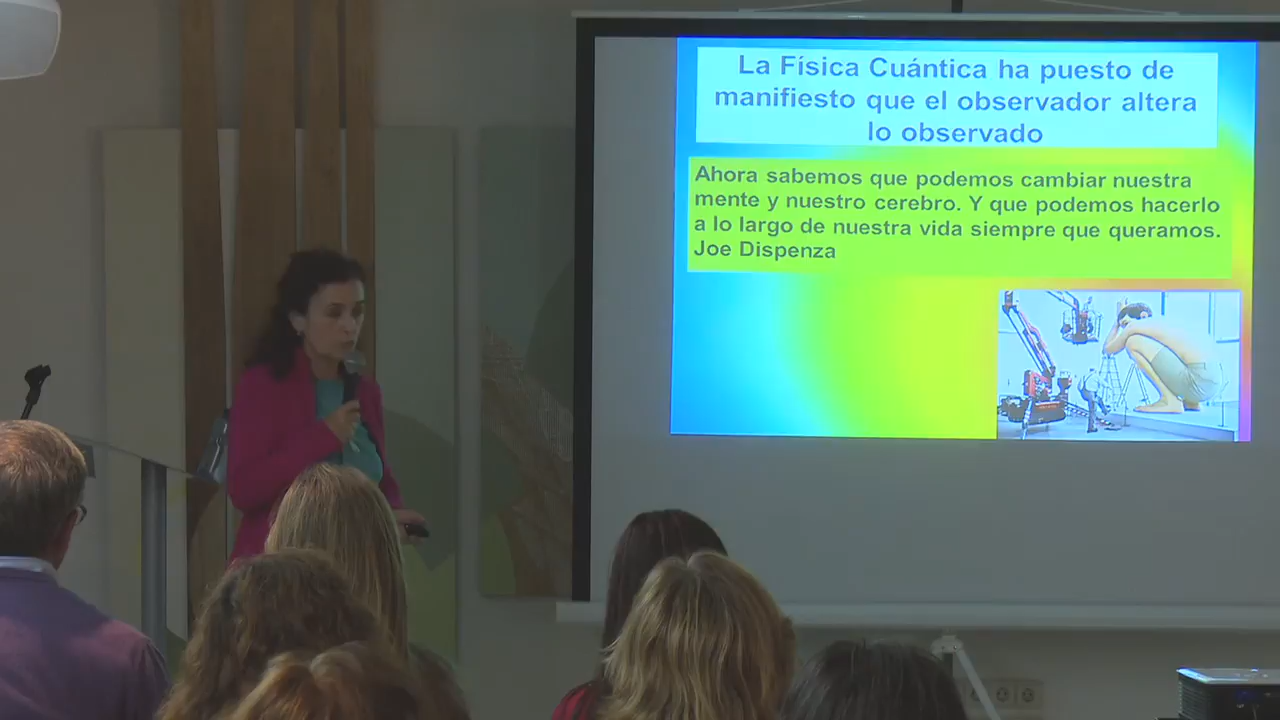 La Física Cuántica ha puesto de
manifiesto que el observador altera
lo observado
Ahora sabemos que podemos cambiar nuestra
mente y nuestro cerebro. Y que podemos hacerlo
a lo largo de nuestra vida siempre que queramos.
Joe Dispenza